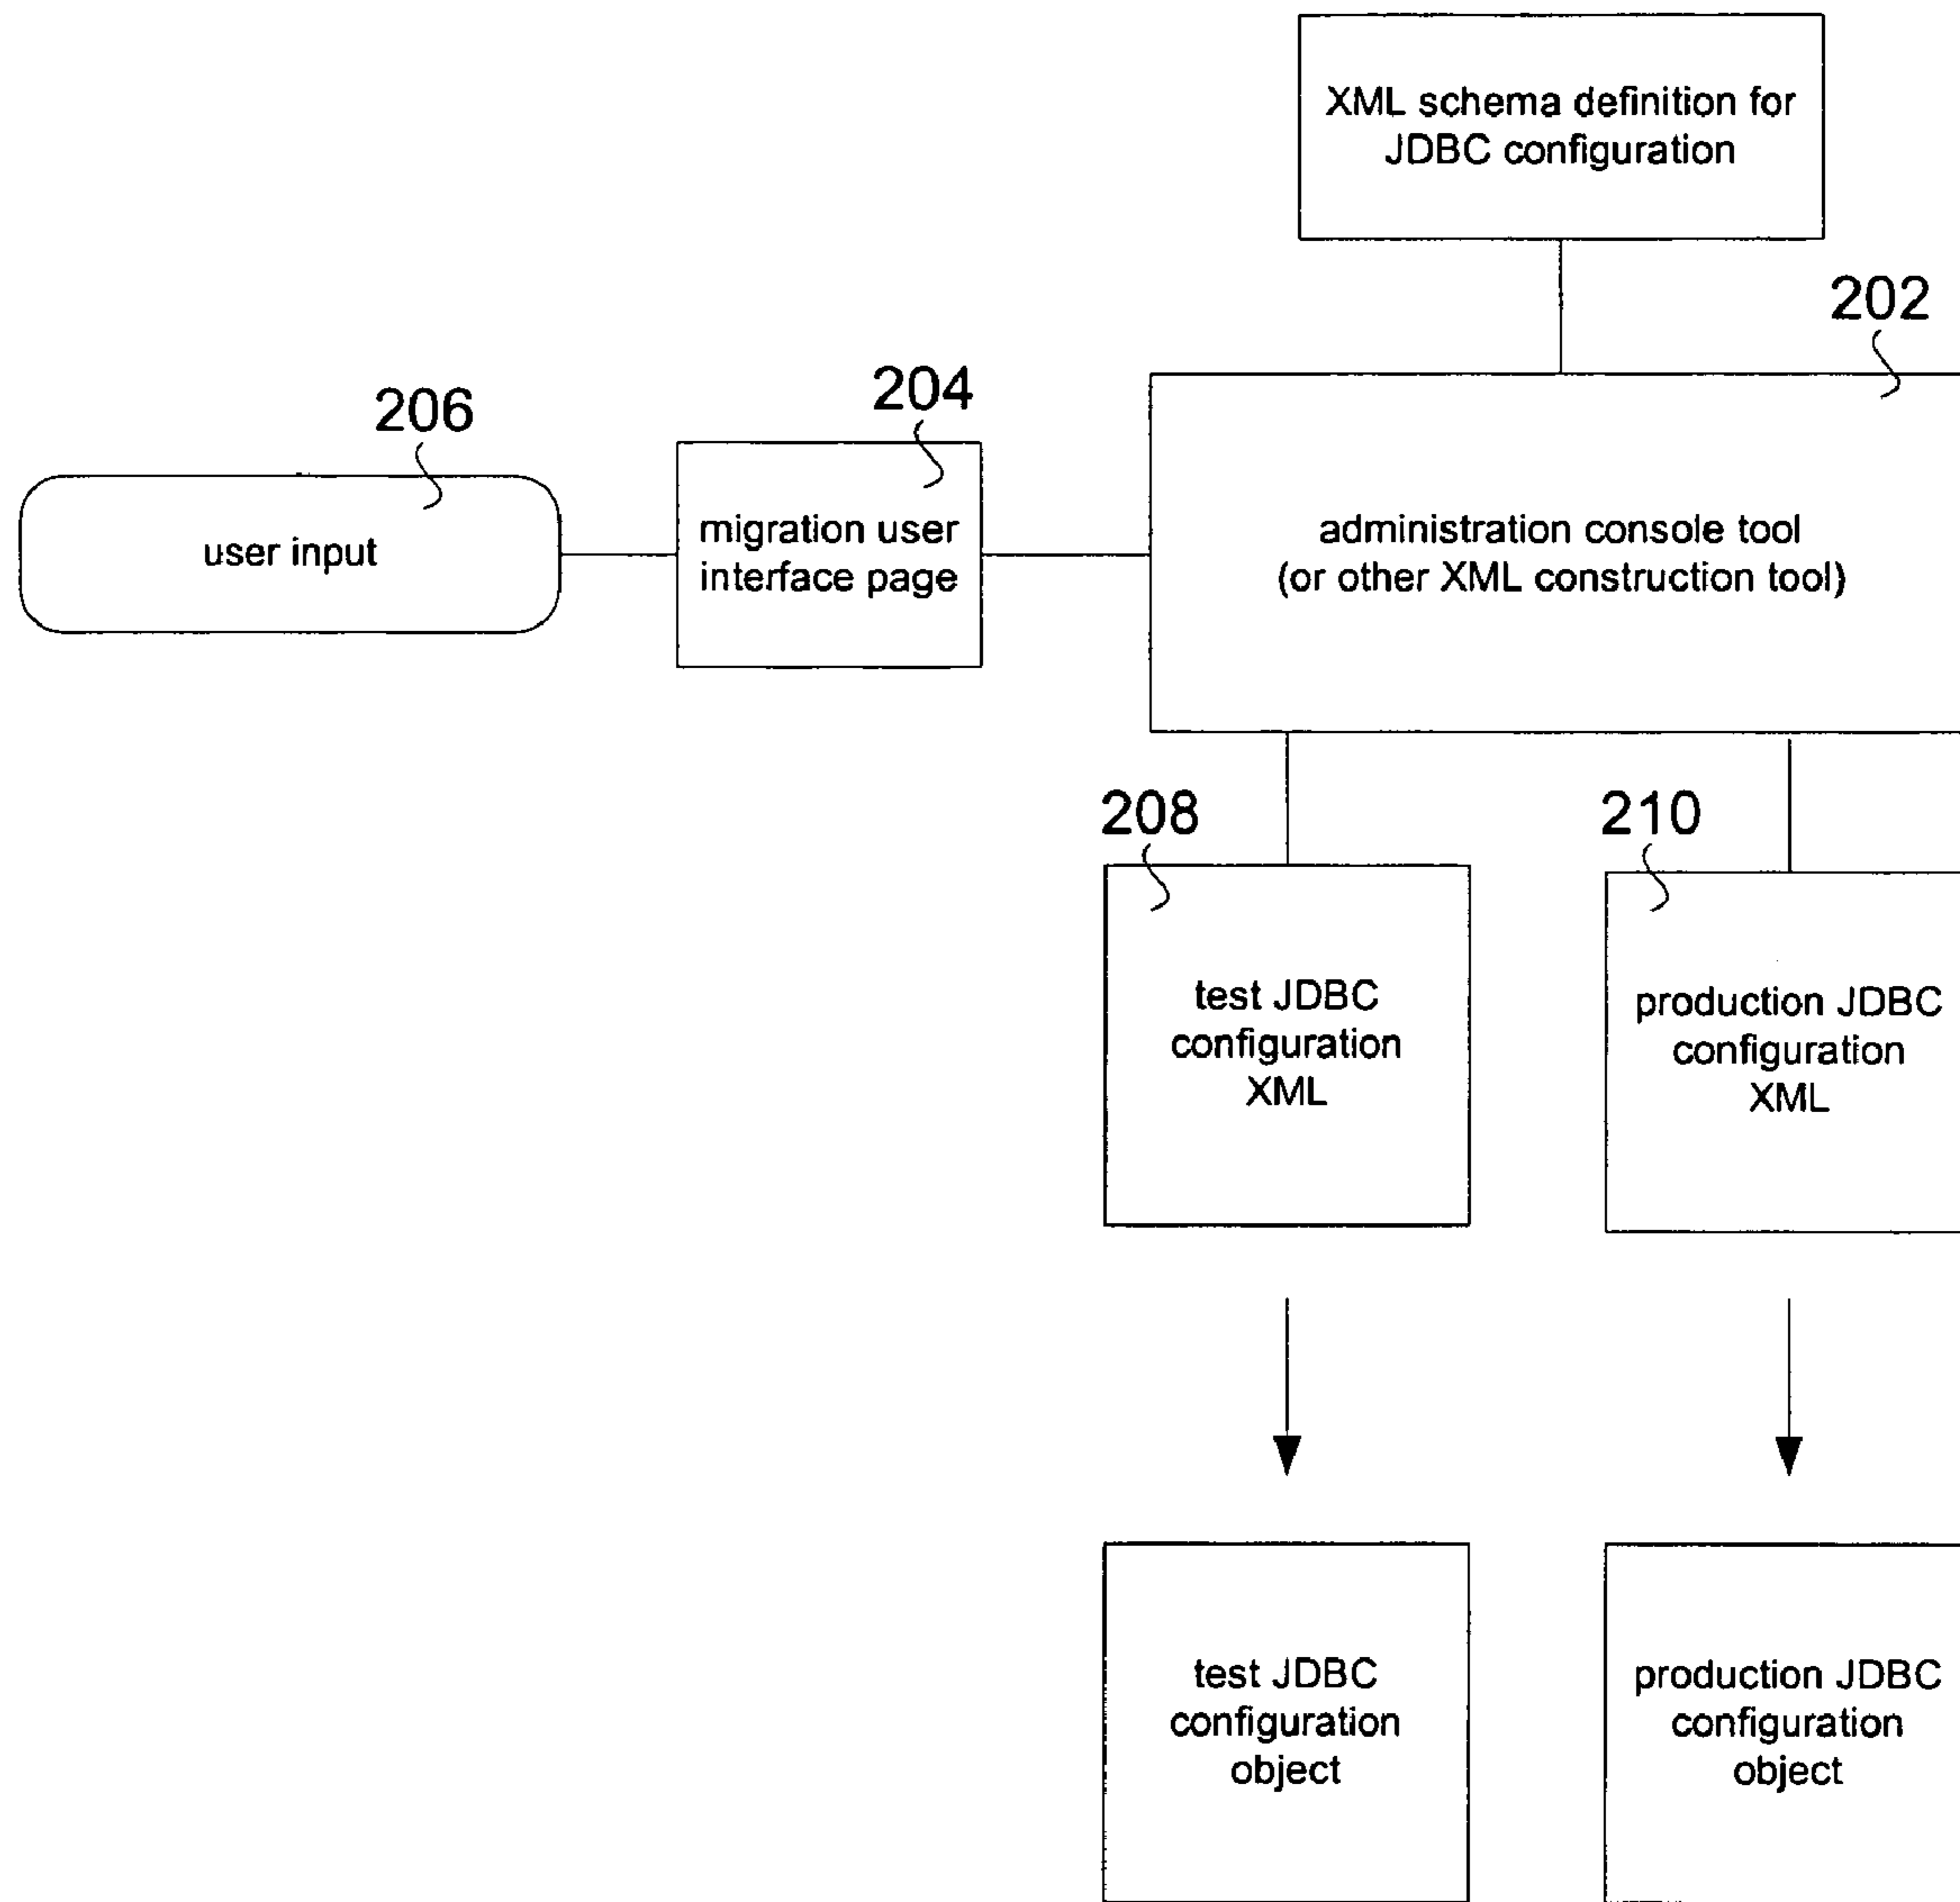 XML schema definition for
JDBC configuration
202
204
206
user input
migration user
interface page
administration console tool
(or other XML construction tool)
208
210
test JDBC
configuration
XML
production JDBC
configuration
XML
test JDBC
configuration
object
production JDBC
configuration
object